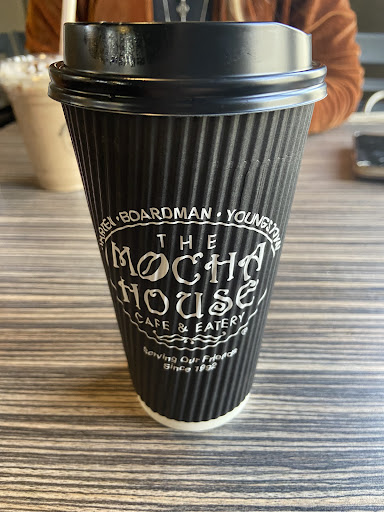 • BOARDMAN • YOUNGSTOWN
THE
MOCHA
HOUSE
CAFE & EATERY
®
Serving Our Friends
Since 1992